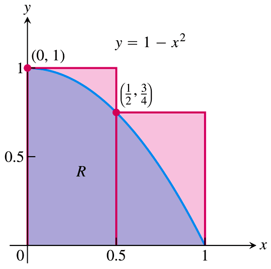 y
y = 1 − x²
(0, 1)
1
(1/2, 3/4)
0.5
R
0
0.5
1
x